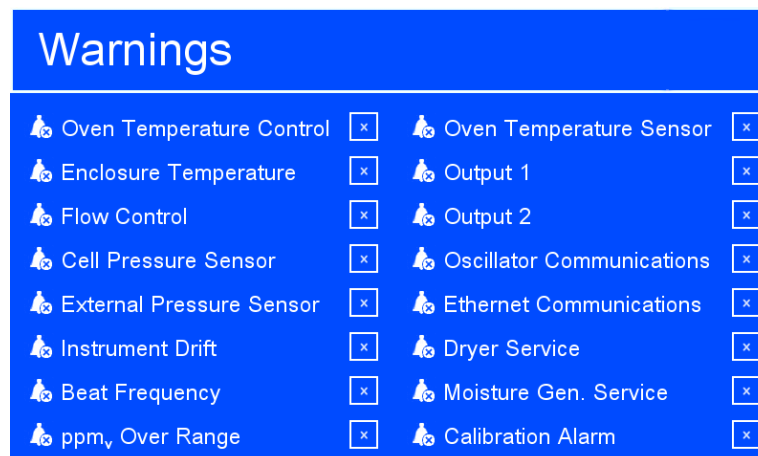 Warnings
Oven Temperature Control x Oven Temperature Sensor x
Enclosure Temperature x Output 1 x
Flow Control x Output 2 x
Cell Pressure Sensor x Oscillator Communications x
External Pressure Sensor x Ethernet Communications x
Instrument Drift x Dryer Service x
Beat Frequency x Moisture Gen. Service x
ppmᵥ Over Range x Calibration Alarm x